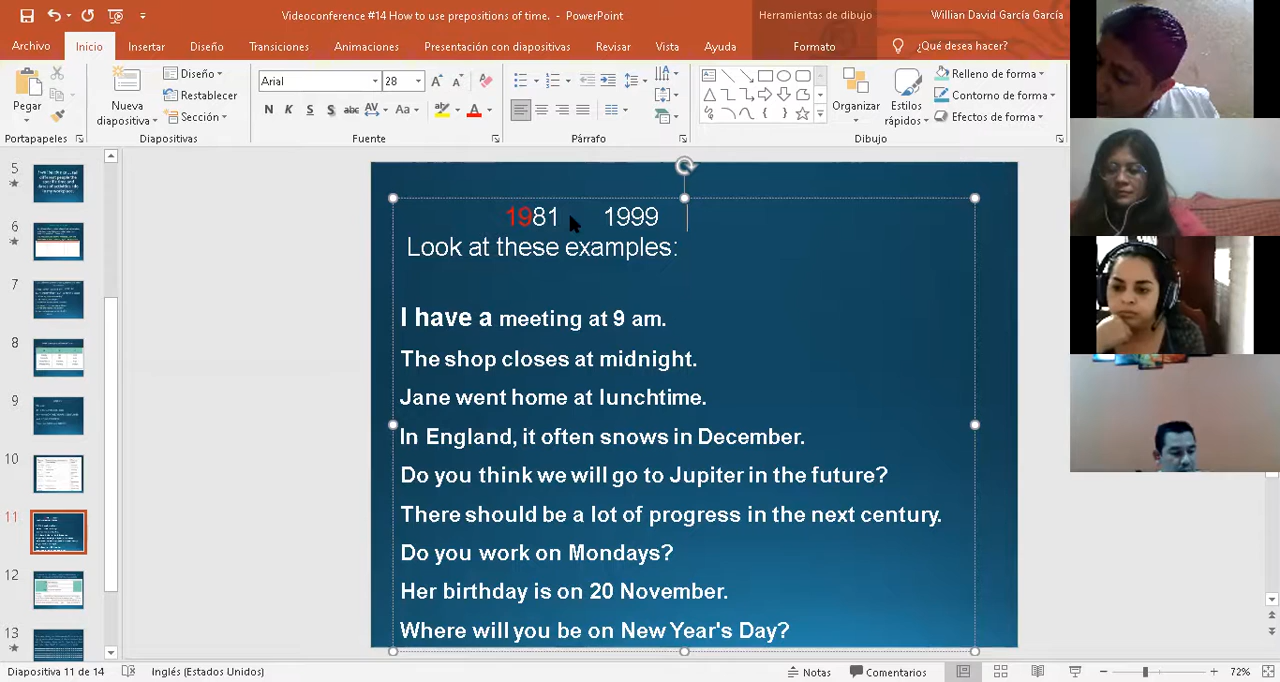 Videoconference #14 How to use prepositions of time. - PowerPoint
Herramientas de dibujo
Willian David García García
Archivo Inicio Insertar Diseño Transiciones Animaciones Presentación con diapositivas Revisar Vista Ayuda Formato ¿Qué desea hacer?
Pegar
Nueva diapositiva
Diseño
Restablecer
Sección
Arial 28
N K S S abc AV Aa A
Organizar
Estilos rápidos
Relleno de forma
Contorno de forma
Efectos de forma
Portapapeles Diapositivas Fuente Párrafo Dibujo
5
6
7
8
9
10
11
12
13
1981 1999
Look at these examples:
I have a meeting at 9 am.
The shop closes at midnight.
Jane went home at lunchtime.
In England, it often snows in December.
Do you think we will go to Jupiter in the future?
There should be a lot of progress in the next century.
Do you work on Mondays?
Her birthday is on 20 November.
Where will you be on New Year's Day?
Diapositiva 11 de 14 Inglés (Estados Unidos) Notas Comentarios 72%